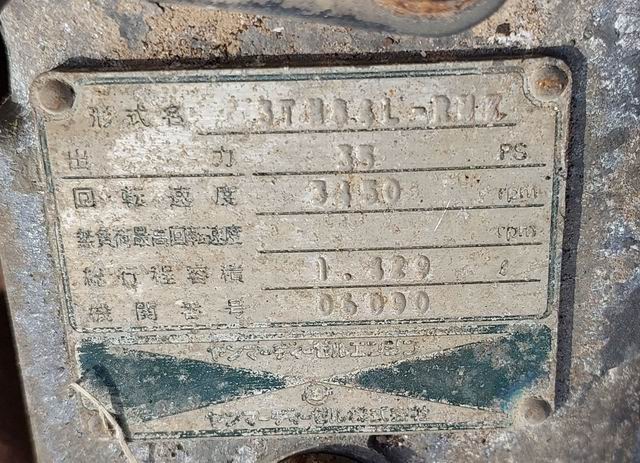 形式名
出力 33 PS
回転速度 3450 rpm
無負荷最高回転速度 rpm
総行程容積 1.429 ℓ
機関番号 06090
ヤンマーディーゼルエンジン
ヤンマーディーゼル株式会社